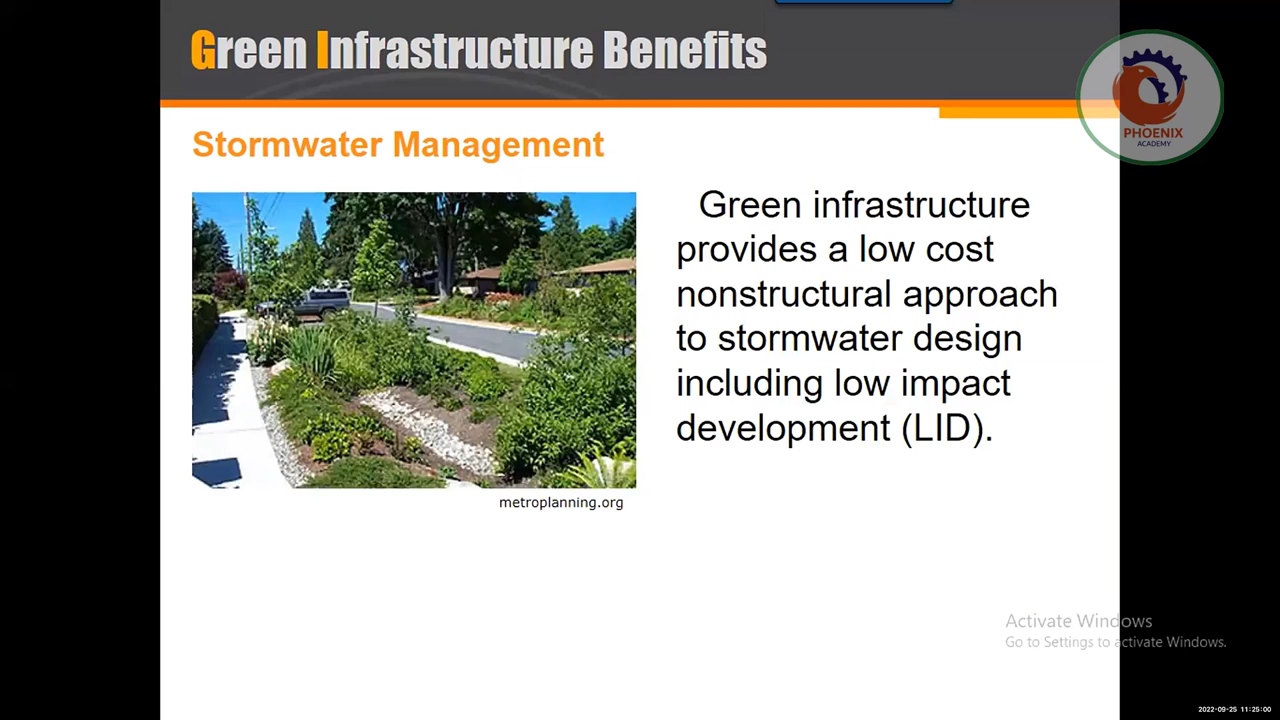 Green Infrastructure Benefits
PHOENIX
ACADEMY
Stormwater Management
Green infrastructure
provides a low cost
nonstructural approach
to stormwater design
including low impact
development (LID).
metroplanning.org
Activate Windows
Go to Settings to activate Windows.
2022-09-25 11:25:00